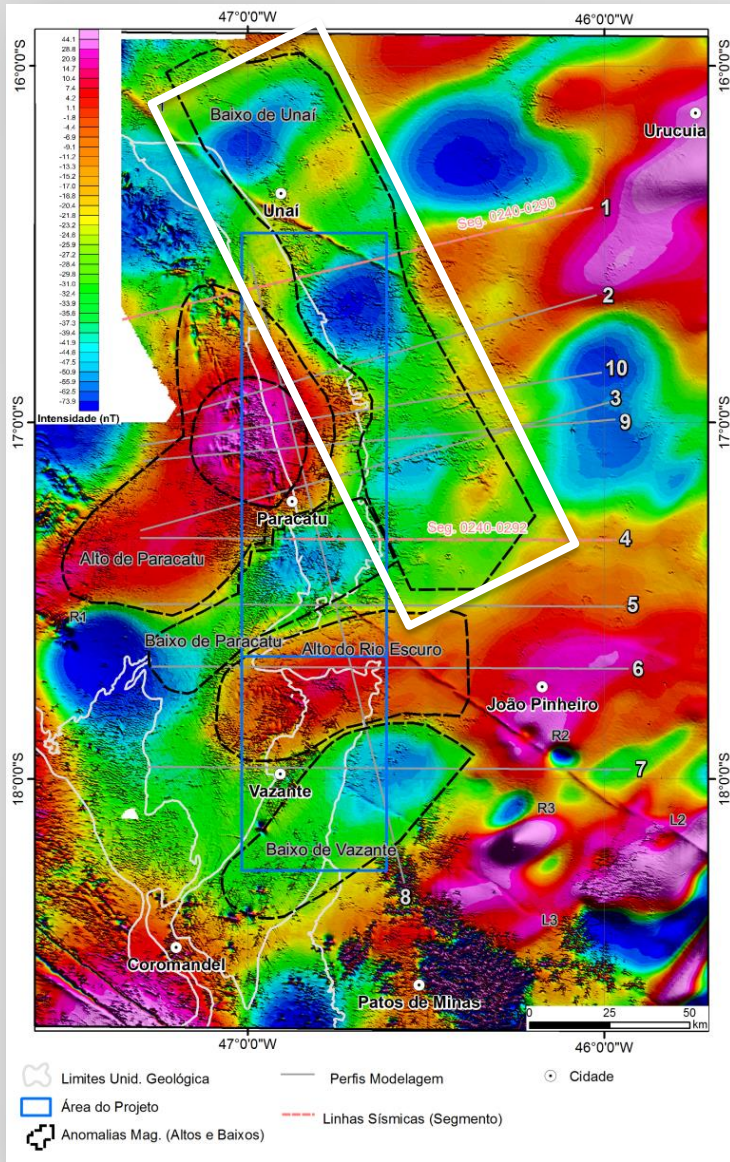 47°0'0"W
46°0'0"W
16°0'0"S
16°0'0"S
17°0'0"S
17°0'0"S
18°0'0"S
18°0'0"S
44.1
28.8
20.9
14.7
10.4
7.4
4.2
1.1
-1.8
-4.4
-6.9
-9.1
-11.2
-13.3
-15.2
-17.0
-18.8
-20.4
-21.8
-23.2
-24.8
-26.4
-28.0
-29.4
-31.0
-32.4
-33.9
-35.8
-37.3
-39.4
-41.9
-44.8
-47.5
-50.9
-55.9
-62.5
-73.9
Intensidade (nT)
Baixo de Unaí
Urucuia
Unaí
Seg. 0240-0290
1
2
10
3
9
Paracatu
Seg. 0240-0292
4
Alto de Paracatu
5
R1
Baixo de Paracatu
Alto do Rio Escuro
6
João Pinheiro
R2
Vazante
7
R3
L2
Baixo de Vazante
8
L3
Coromandel
Patos de Minas
0 25 50
km
47°0'0"W
46°0'0"W
Limites Unid. Geológica
Perfis Modelagem
Cidade
Área do Projeto
Linhas Sísmicas (Segmento)
Anomalias Mag. (Altos e Baixos)